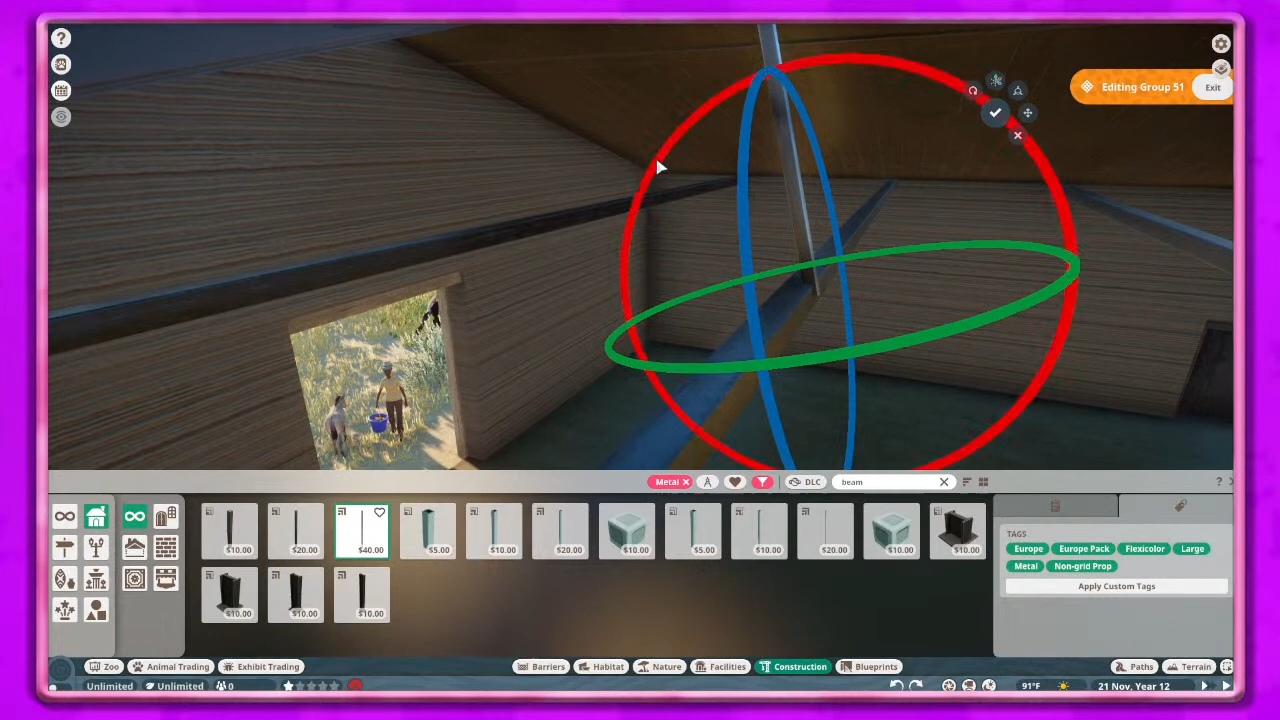 Editing Group 51 Exit
Metal DLC beam
$10.00 $20.00 $40.00 $5.00 $10.00 $20.00 $10.00 $5.00 $10.00 $20.00 $10.00 $10.00
$10.00 $10.00 $10.00
TAGS
Europe Europe Pack Flexicolor Large
Metal Non-grid Prop
Apply Custom Tags
Zoo Animal Trading Exhibit Trading Barriers Habitat Nature Facilities Construction Blueprints Paths Terrain
Unlimited Unlimited 0 91°F 21 Nov, Year 12